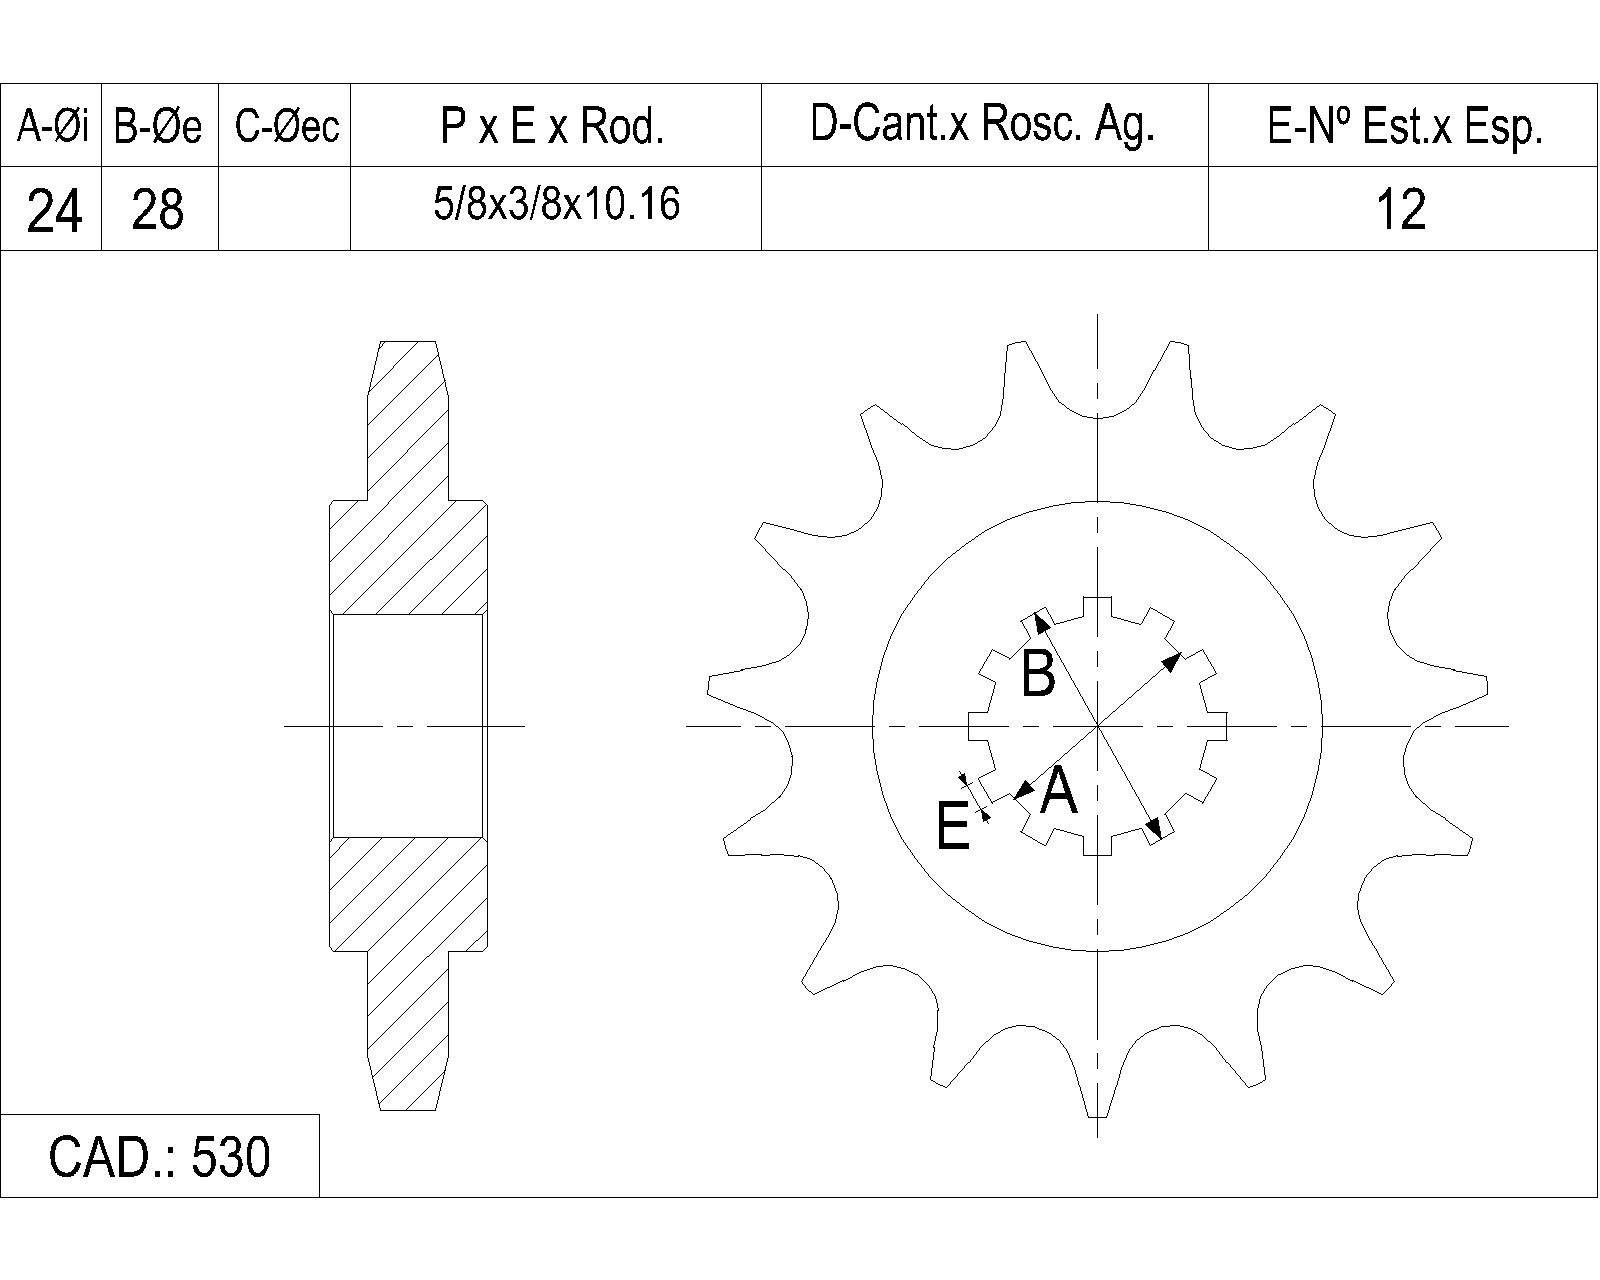 A-Øi B-Øe C-Øec P x E x Rod. D-Cant.x Rosc. Ag. E-Nº Est.x Esp.
24 28 5/8x3/8x10.16 12
B
A
E
CAD.: 530